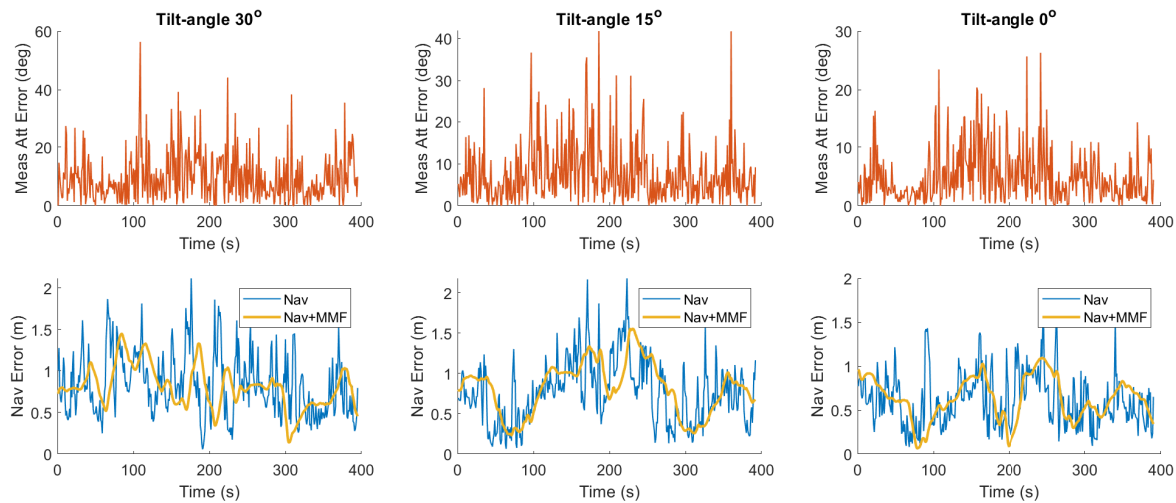 Tilt-angle 30°
Meas Att Error (deg)
60
40
20
0
0 100 200 300 400
Time (s)
Tilt-angle 15°
Meas Att Error (deg)
40
30
20
10
0
0 100 200 300 400
Time (s)
Tilt-angle 0°
Meas Att Error (deg)
30
20
10
0
0 100 200 300 400
Time (s)
Nav Error (m)
2
1.5
1
0.5
0
Nav
Nav+MMF
0 100 200 300 400
Time (s)
Nav Error (m)
2
1.5
1
0.5
0
Nav
Nav+MMF
0 100 200 300 400
Time (s)
Nav Error (m)
2
1.5
1
0.5
0
Nav
Nav+MMF
0 100 200 300 400
Time (s)